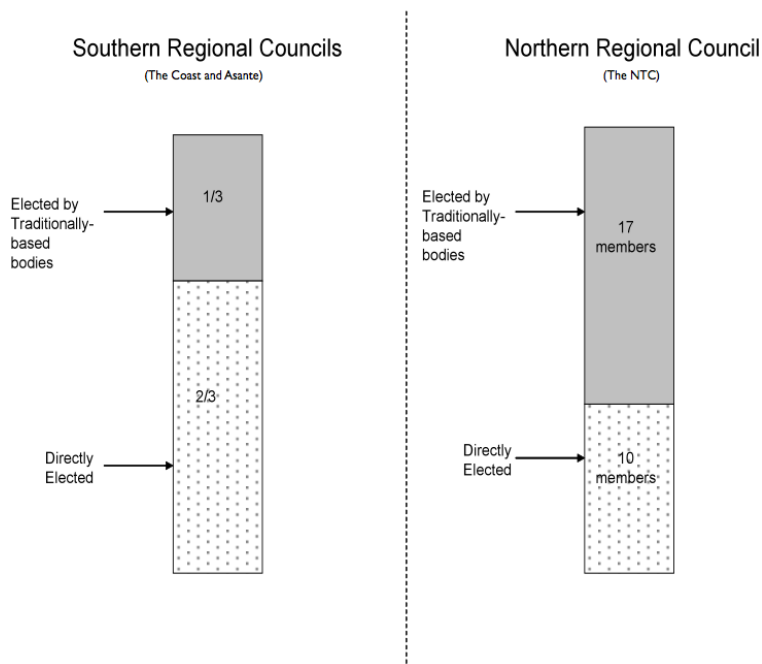 Southern Regional Councils
(The Coast and Asante)
Elected by
Traditionally-
based
bodies
1/3
2/3
Directly
Elected
Northern Regional Council
(The NTC)
Elected by
Traditionally-
based
bodies
17
members
Directly
Elected
10
members